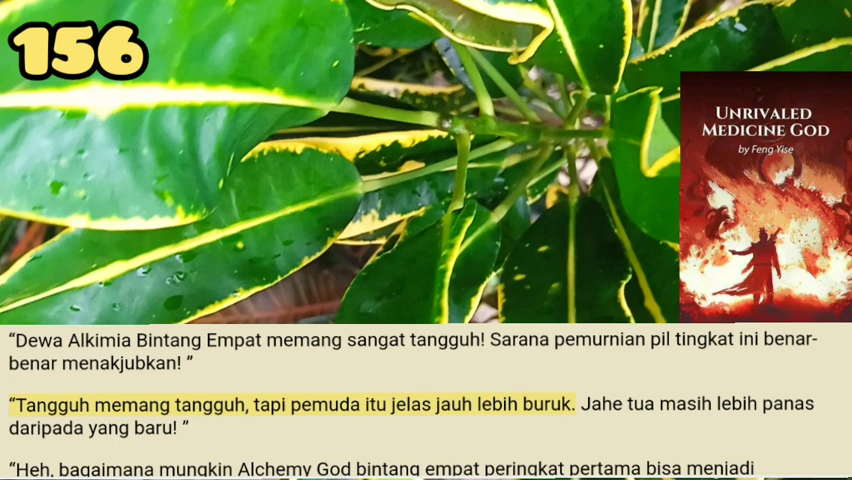 156
UNRIVALED
MEDICINE GOD
by Feng Yise
“Dewa Alkimia Bintang Empat memang sangat tangguh! Sarana pemurnian pil tingkat ini benar-
benar menakjubkan! ”
“Tangguh memang tangguh, tapi pemuda itu jelas jauh lebih buruk. Jahe tua masih lebih panas
daripada yang baru! ”
“Heh, bagaimana mungkin Alchemy God bintang empat peringkat pertama bisa menjadi